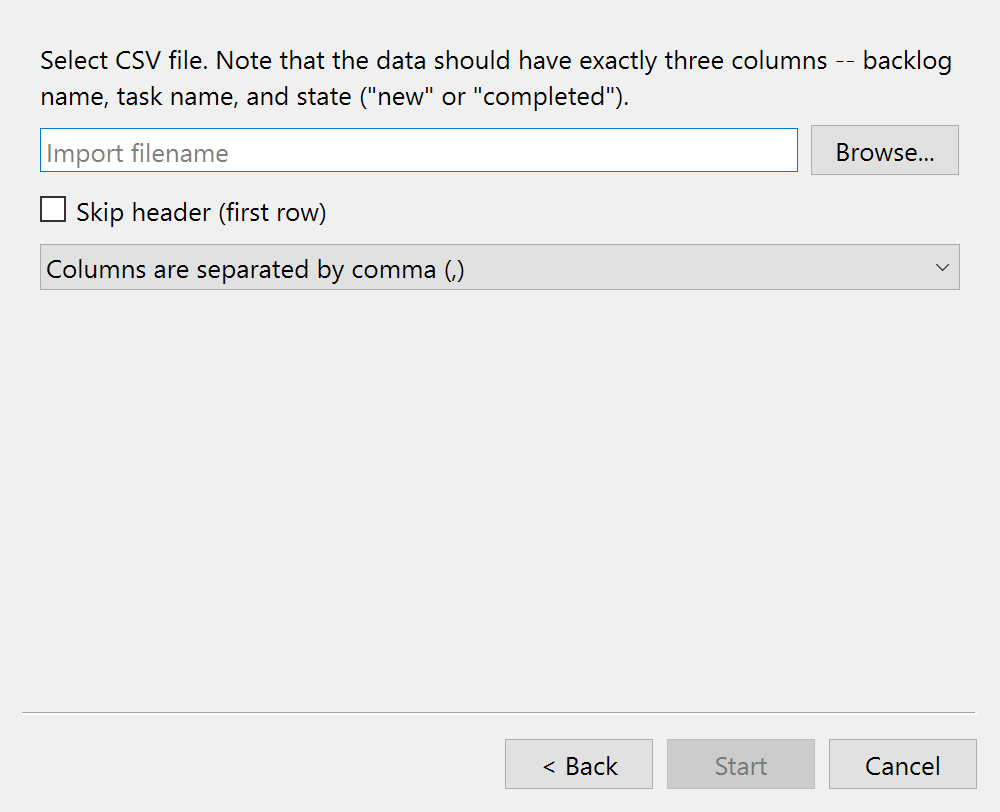 Select CSV file. Note that the data should have exactly three columns -- backlog
name, task name, and state ("new" or "completed").
Import filename
Browse...
Skip header (first row)
Columns are separated by comma (,)
< Back
Start
Cancel